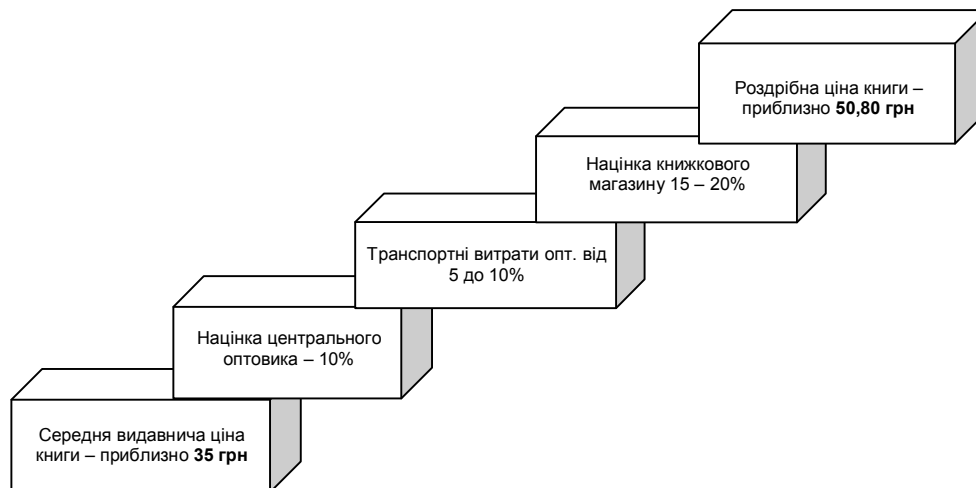 Роздрібна ціна книги –
приблизно 50,80 грн
Націнка книжкового
магазину 15 – 20%
Транспортні витрати опт. від
5 до 10%
Націнка центрального
оптовика – 10%
Середня видавнича ціна
книги – приблизно 35 грн